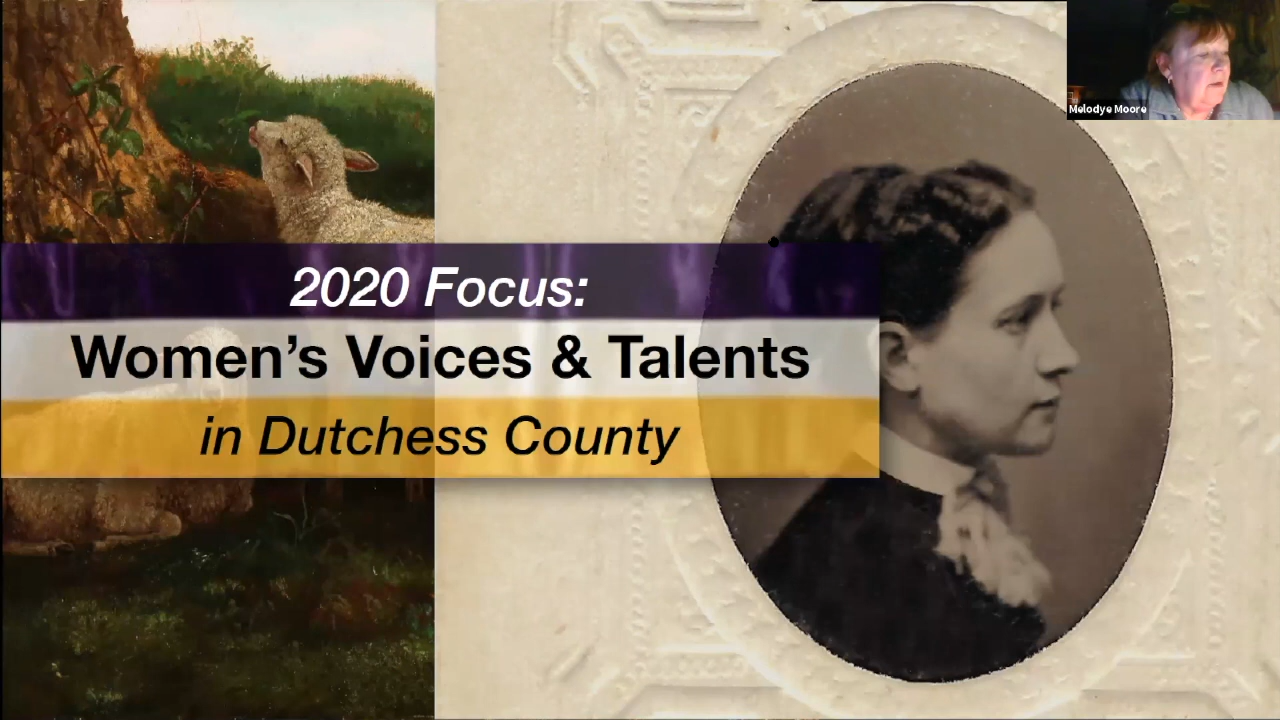 Melodye Moore
2020 Focus:
Women's Voices & Talents
in Dutchess County